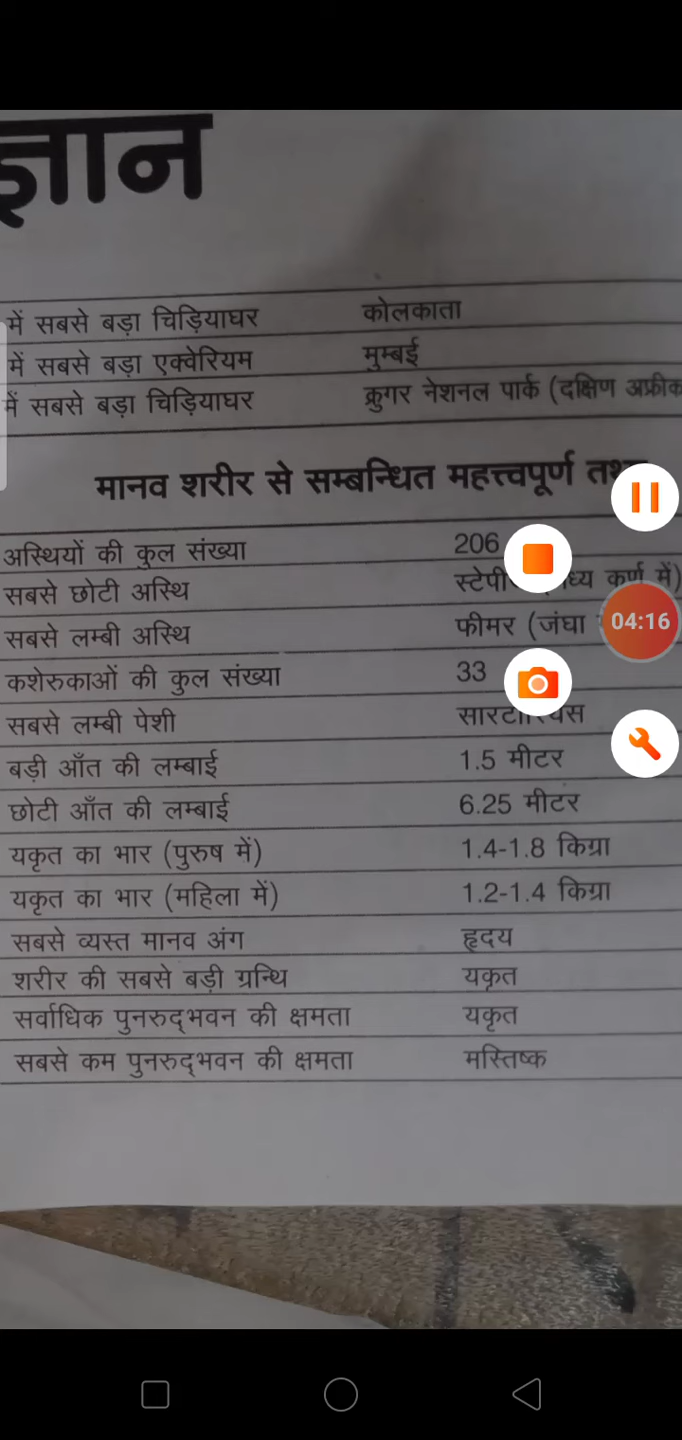 ज्ञान
में सबसे बड़ा चिड़ियाघर कोलकाता
में सबसे बड़ा एक्वेरियम मुम्बई
में सबसे बड़ा चिड़ियाघर क्रुगर नेशनल पार्क (दक्षिण
मानव शरीर से सम्बन्धित महत्त्वपूर्ण
अस्थियों की कुल संख्या 206
सबसे छोटी अस्थि कर्ण में)
सबसे लम्बी अस्थि फीमर (जंघा
04:16
कशेरुकाओं की कुल संख्या 33
सबसे लम्बी पेशी
बड़ी आँत की लम्बाई 1.5 मीटर
छोटी आँत की लम्बाई 6.25 मीटर
यकृत का भार (पुरुष में) 1.4-1.8 किग्रा
यकृत का भार (महिला में) 1.2-1.4 किग्रा
सबसे व्यस्त मानव अंग हृदय
शरीर की सबसे बड़ी ग्रन्थि यकृत
सर्वाधिक पुनरुद्भवन की क्षमता यकृत
सबसे कम पुनरुद्भवन की क्षमता मस्तिष्क